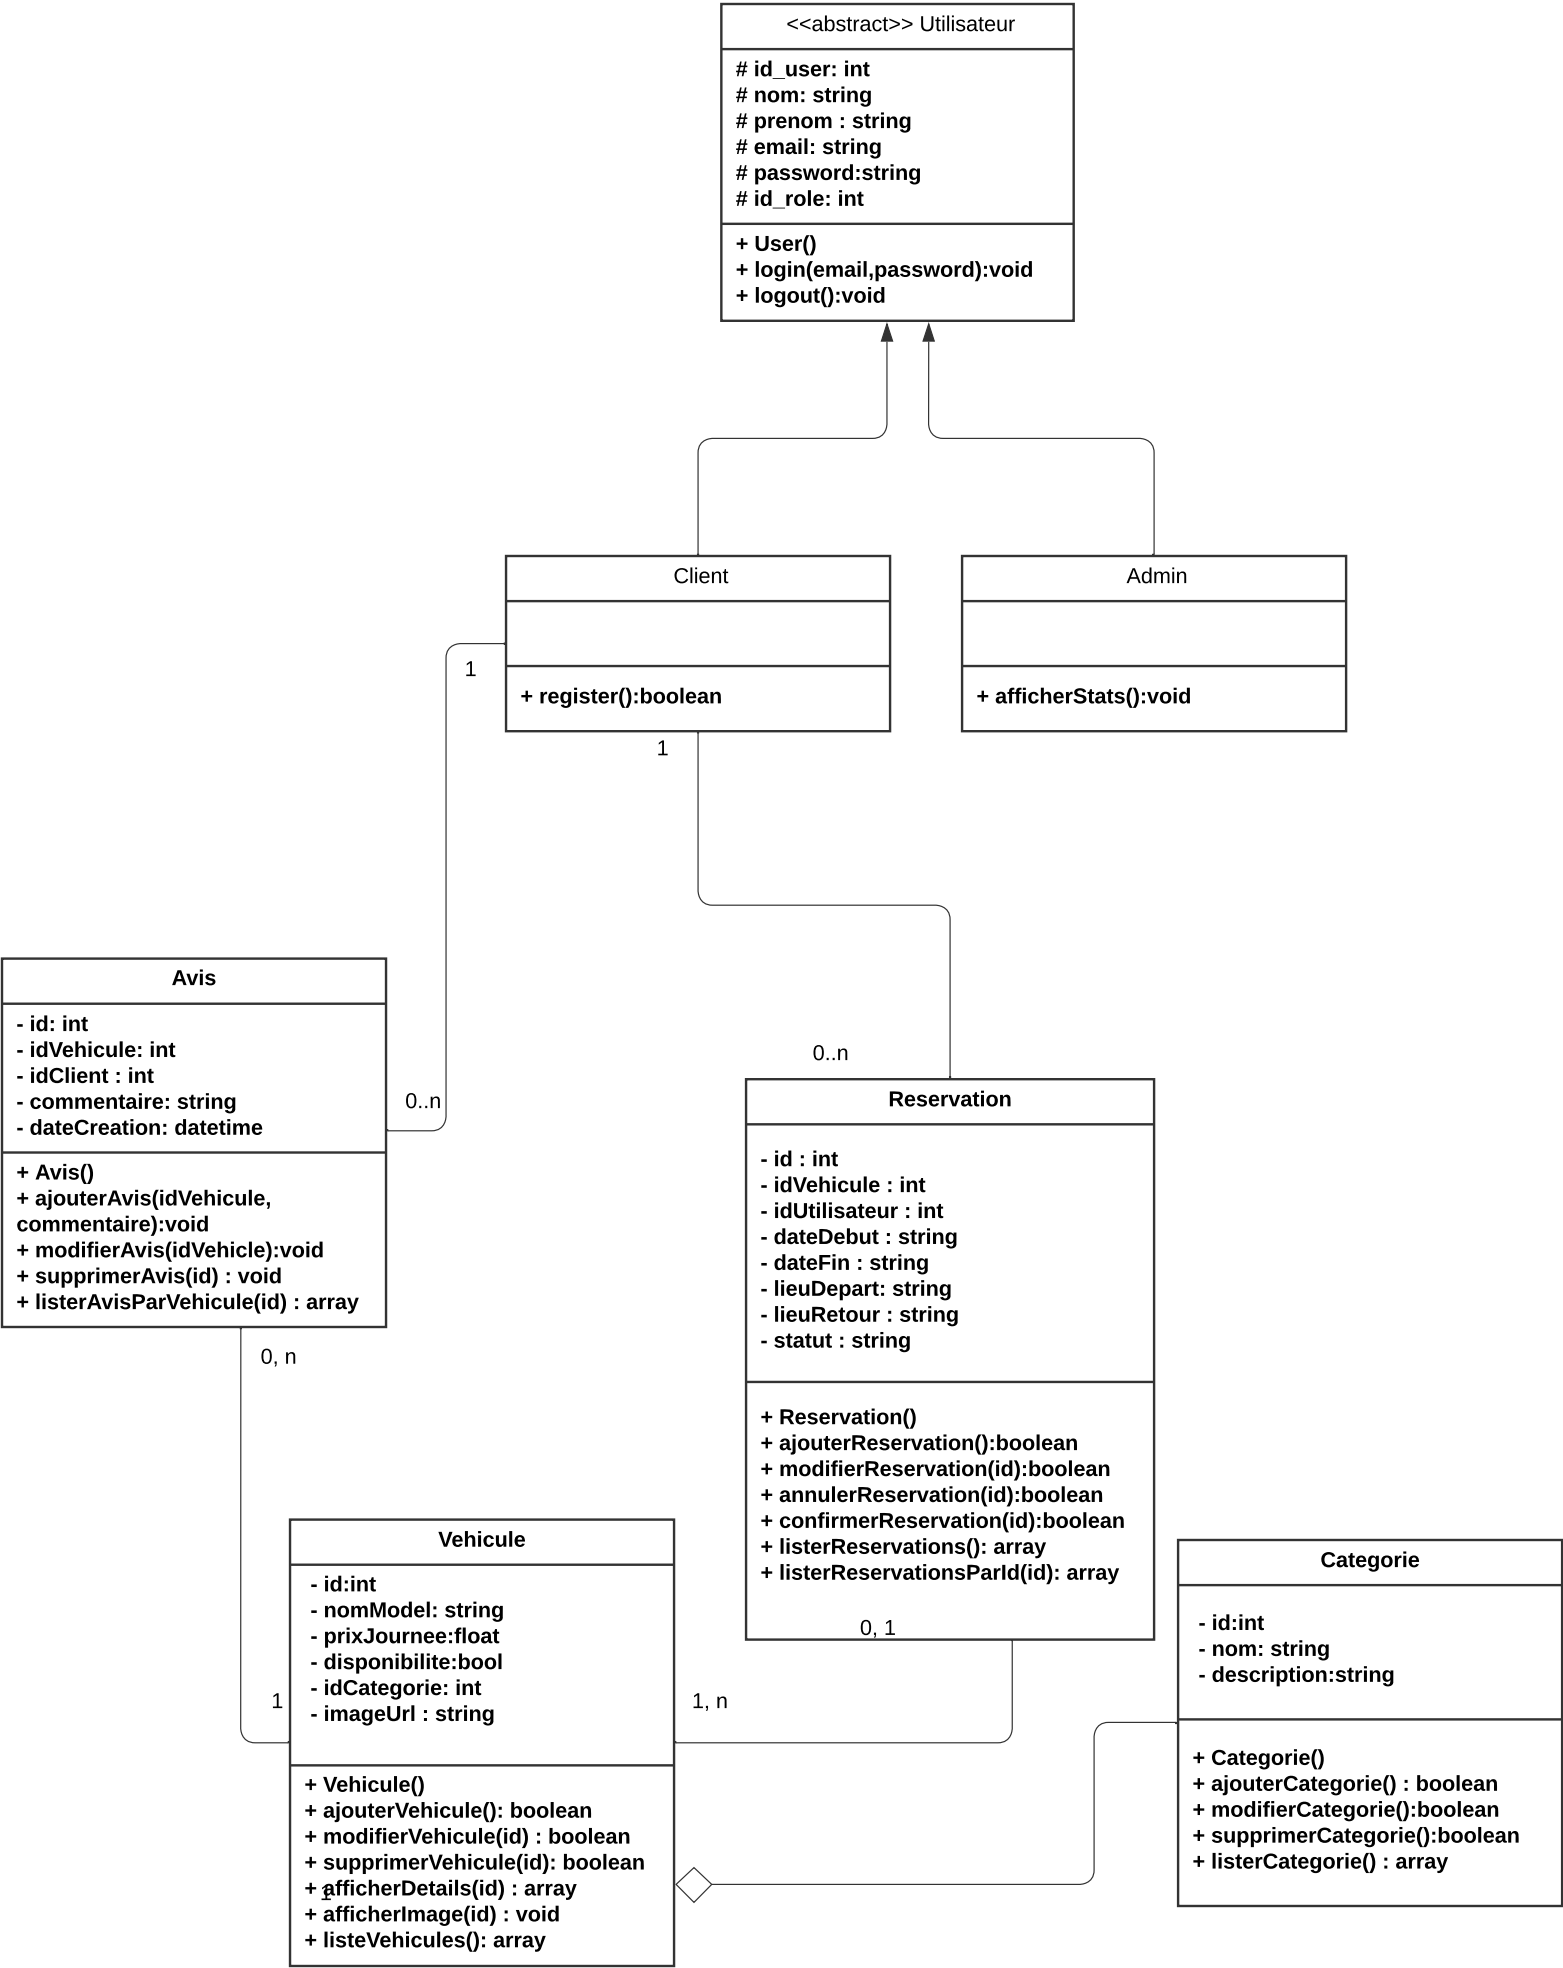 <<abstract>> Utilisateur
# id_user: int
# nom: string
# prenom : string
# email: string
# password:string
# id_role: int
+ User()
+ login(email,password):void
+ logout():void
Client
+ register():boolean
Admin
+ afficherStats():void
1
1
Avis
- id: int
- idVehicule: int
- idClient : int
- commentaire: string
- dateCreation: datetime
+ Avis()
+ ajouterAvis(idVehicule,
commentaire):void
+ modifierAvis(idVehicle):void
+ supprimerAvis(id) : void
+ listerAvisParVehicule(id) : array
0..n
0..n
Reservation
- id : int
- idVehicule : int
- idUtilisateur : int
- dateDebut : string
- dateFin : string
- lieuDepart: string
- lieuRetour : string
- statut : string
+ Reservation()
+ ajouterReservation():boolean
+ modifierReservation(id):boolean
+ annulerReservation(id):boolean
+ confirmerReservation(id):boolean
+ listerReservations(): array
+ listerReservationsParId(id): array
0, 1
0, n
1
Vehicule
- id:int
- nomModel: string
- prixJournee:float
- disponibilite:bool
- idCategorie: int
- imageUrl : string
+ Vehicule()
+ ajouterVehicule(): boolean
+ modifierVehicule(id) : boolean
+ supprimerVehicule(id): boolean
+ afficherDetails(id) : array
1
+ afficherImage(id) : void
+ listeVehicules(): array
1, n
Categorie
- id:int
- nom: string
- description:string
+ Categorie()
+ ajouterCategorie() : boolean
+ modifierCategorie():boolean
+ supprimerCategorie():boolean
+ listerCategorie() : array